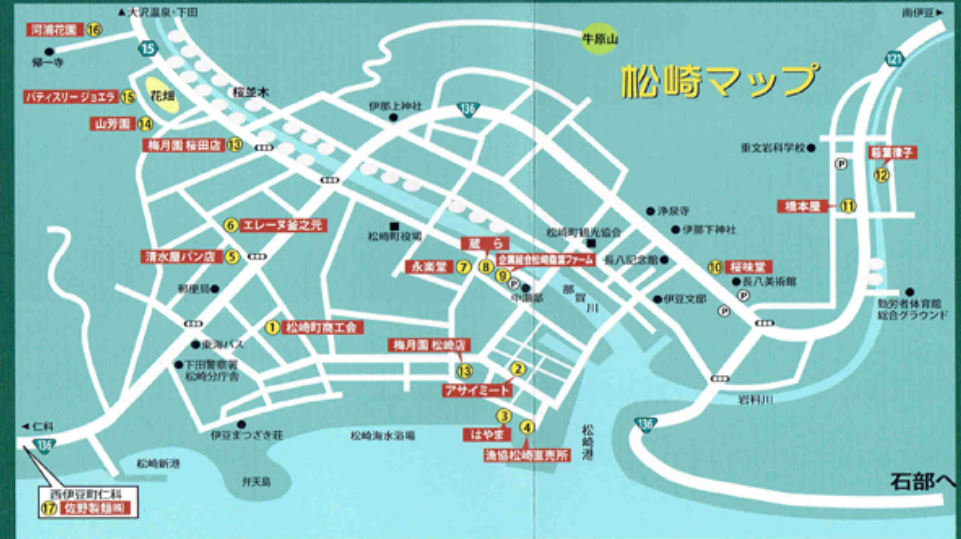 ▲大沢温泉・下田
南伊豆▶
河浦花園 16
帰一寺
15
牛原山
松崎マップ
121
パティスリー ジョエラ 15
花畑
桜並木
伊那上神社
136
山芳園 14
梅月園 桜田店 13
重文岩科学校
P
稲葉律子
12
橋本屋 11
浄泉寺
伊那下神社
6 エレーヌ釜之元
松崎町役場
松崎町観光協会
蔵ら
清水屋パン店 5
永楽堂 7
8
9
企業組合松崎桑葉ファーム
長八記念館
10 桜味堂
長八美術館
P
中瀬邸
那賀川
伊豆文邸
P
P
郵便局
勤労者体育館
総合グラウンド
1 松崎町商工会
東海バス
梅月園 松崎店
13
下田警察署
松崎分庁舎
2
アサイミート
岩科川
3
はやま
4
漁協松崎直売所
136
◀仁科
136
伊豆まつざき荘
松崎海水浴場
松崎港
松崎新港
弁天島
石部へ
西伊豆町仁科
17 佐野製麺㈱